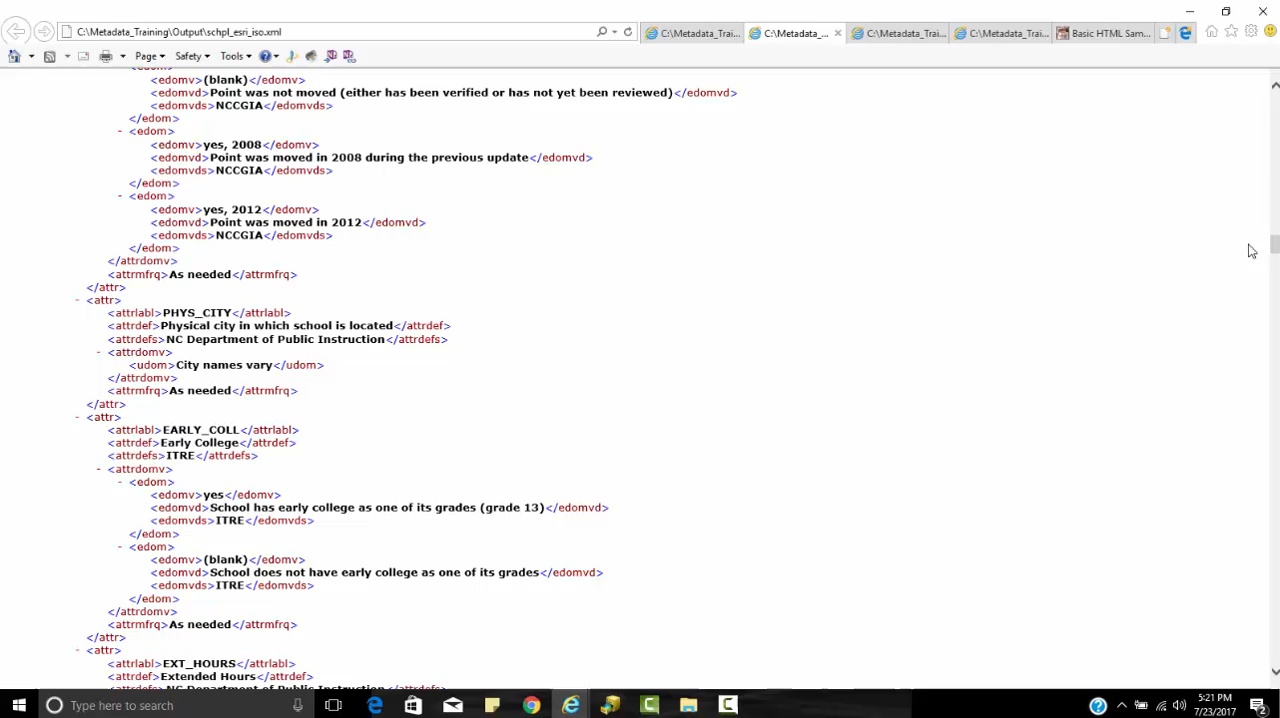 C:\Metadata_Training\Output\schpl_esri_iso.xml
C:\Metadata_Trai...
C:\Metadata_...
C:\Metadata_Trai...
C:\Metadata_Trai...
Basic HTML Sam...
Page
Safety
Tools
<edom>
<edomv>(blank)</edomv>
<edomvd>Point was not moved (either has been verified or has not yet been reviewed)</edomvd>
<edomvds>NCCGIA</edomvds>
</edom>
- <edom>
<edomv>yes, 2008</edomv>
<edomvd>Point was moved in 2008 during the previous update</edomvd>
<edomvds>NCCGIA</edomvds>
</edom>
- <edom>
<edomv>yes, 2012</edomv>
<edomvd>Point was moved in 2012</edomvd>
<edomvds>NCCGIA</edomvds>
</edom>
</attrdomv>
<attrmfrq>As needed</attrmfrq>
</attr>
- <attr>
<attrlabl>PHYS_CITY</attrlabl>
<attrdef>Physical city in which school is located</attrdef>
<attrdefs>NC Department of Public Instruction</attrdefs>
- <attrdomv>
<udom>City names vary</udom>
</attrdomv>
<attrmfrq>As needed</attrmfrq>
</attr>
- <attr>
<attrlabl>EARLY_COLL</attrlabl>
<attrdef>Early College</attrdef>
<attrdefs>ITRE</attrdefs>
- <attrdomv>
- <edom>
<edomv>yes</edomv>
<edomvd>School has early college as one of its grades (grade 13)</edomvd>
<edomvds>ITRE</edomvds>
</edom>
- <edom>
<edomv>(blank)</edomv>
<edomvd>School does not have early college as one of its grades</edomvd>
<edomvds>ITRE</edomvds>
</edom>
</attrdomv>
<attrmfrq>As needed</attrmfrq>
</attr>
- <attr>
<attrlabl>EXT_HOURS</attrlabl>
<attrdef>Extended Hours</attrdef>
<attrdefs>NC Department of Public Instruction</attrdefs>
Type here to search
5:21 PM
7/23/2017